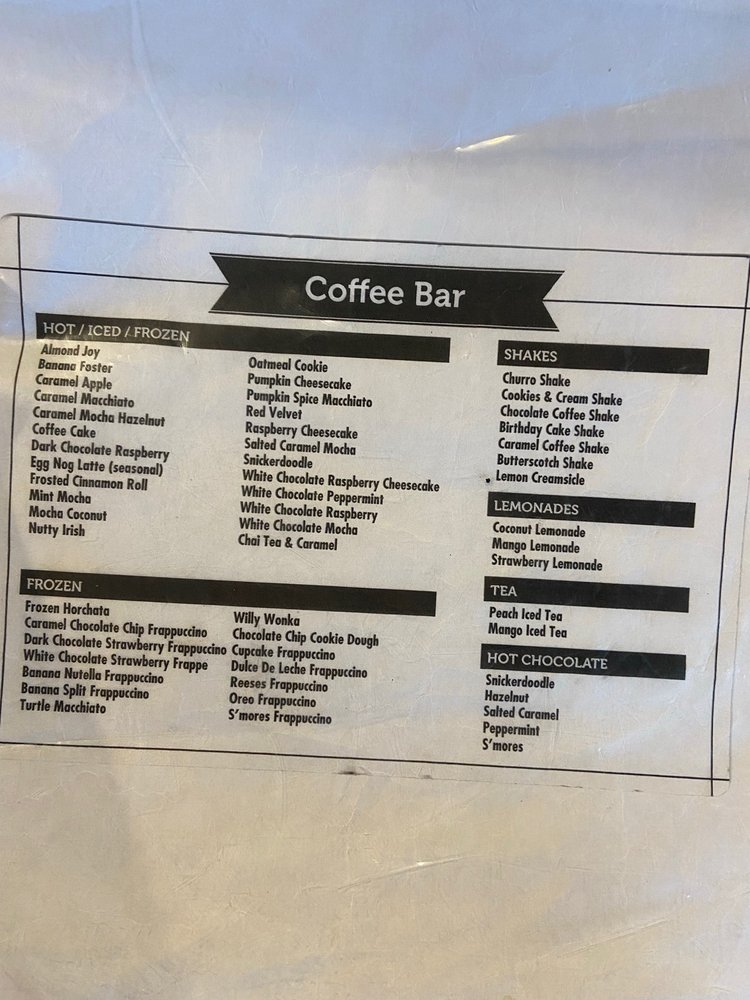 Coffee Bar
HOT / ICED / FROZEN
Almond Joy
Banana Foster
Caramel Apple
Caramel Macchiato
Caramel Mocha Hazelnut
Coffee Cake
Dark Chocolate Raspberry
Egg Nog Latte (seasonal)
Frosted Cinnamon Roll
Mint Mocha
Mocha Coconut
Nutty Irish
Oatmeal Cookie
Pumpkin Cheesecake
Pumpkin Spice Macchiato
Red Velvet
Raspberry Cheesecake
Salted Caramel Mocha
Snickerdoodle
White Chocolate Raspberry Cheesecake
White Chocolate Peppermint
White Chocolate Raspberry
White Chocolate Mocha
Chai Tea & Caramel
FROZEN
Frozen Horchata
Caramel Chocolate Chip Frappuccino
Dark Chocolate Strawberry Frappuccino
White Chocolate Strawberry Frappe
Banana Nutella Frappuccino
Banana Split Frappuccino
Turtle Macchiato
Willy Wonka
Chocolate Chip Cookie Dough
Cupcake Frappuccino
Dulce De Leche Frappuccino
Reeses Frappuccino
Oreo Frappuccino
S'mores Frappuccino
SHAKES
Churro Shake
Cookies & Cream Shake
Chocolate Coffee Shake
Birthday Cake Shake
Caramel Coffee Shake
Butterscotch Shake
Lemon Creamsicle
LEMONADES
Coconut Lemonade
Mango Lemonade
Strawberry Lemonade
TEA
Peach Iced Tea
Mango Iced Tea
HOT CHOCOLATE
Snickerdoodle
Hazelnut
Salted Caramel
Peppermint
S'mores